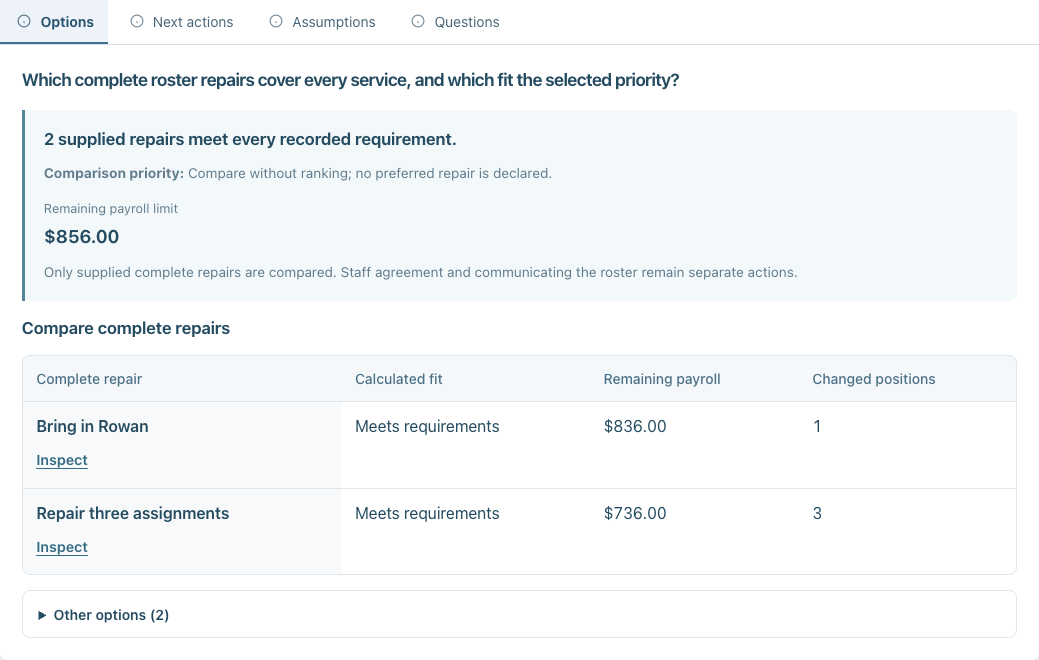 Options
Next actions
Assumptions
Questions
Which complete roster repairs cover every service, and which fit the selected priority?
2 supplied repairs meet every recorded requirement.
Comparison priority: Compare without ranking; no preferred repair is declared.
Remaining payroll limit
$856.00
Only supplied complete repairs are compared. Staff agreement and communicating the roster remain separate actions.
Compare complete repairs
Complete repair Calculated fit Remaining payroll Changed positions
Bring in Rowan Meets requirements $836.00 1
Inspect
Repair three assignments Meets requirements $736.00 3
Inspect
Other options (2)